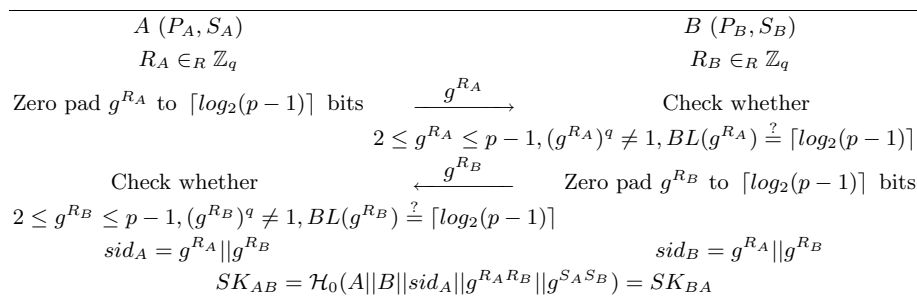 A (P_A, S_A) B (P_B, S_B)
R_A ∈_R ℤ_q R_B ∈_R ℤ_q
Zero pad g^{R_A} to ⌈log_2(p − 1)⌉ bits g^{R_A} Check whether
2 ≤ g^{R_A} ≤ p − 1, (g^{R_A})^q ≠ 1, BL(g^{R_A}) ≟ ⌈log_2(p − 1)⌉
Check whether g^{R_B} Zero pad g^{R_B} to ⌈log_2(p − 1)⌉ bits
2 ≤ g^{R_B} ≤ p − 1, (g^{R_B})^q ≠ 1, BL(g^{R_B}) ≟ ⌈log_2(p − 1)⌉
sid_A = g^{R_A}||g^{R_B} sid_B = g^{R_A}||g^{R_B}
SK_{AB} = ℋ_0(A||B||sid_A||g^{R_A R_B}||g^{S_A S_B}) = SK_{BA}